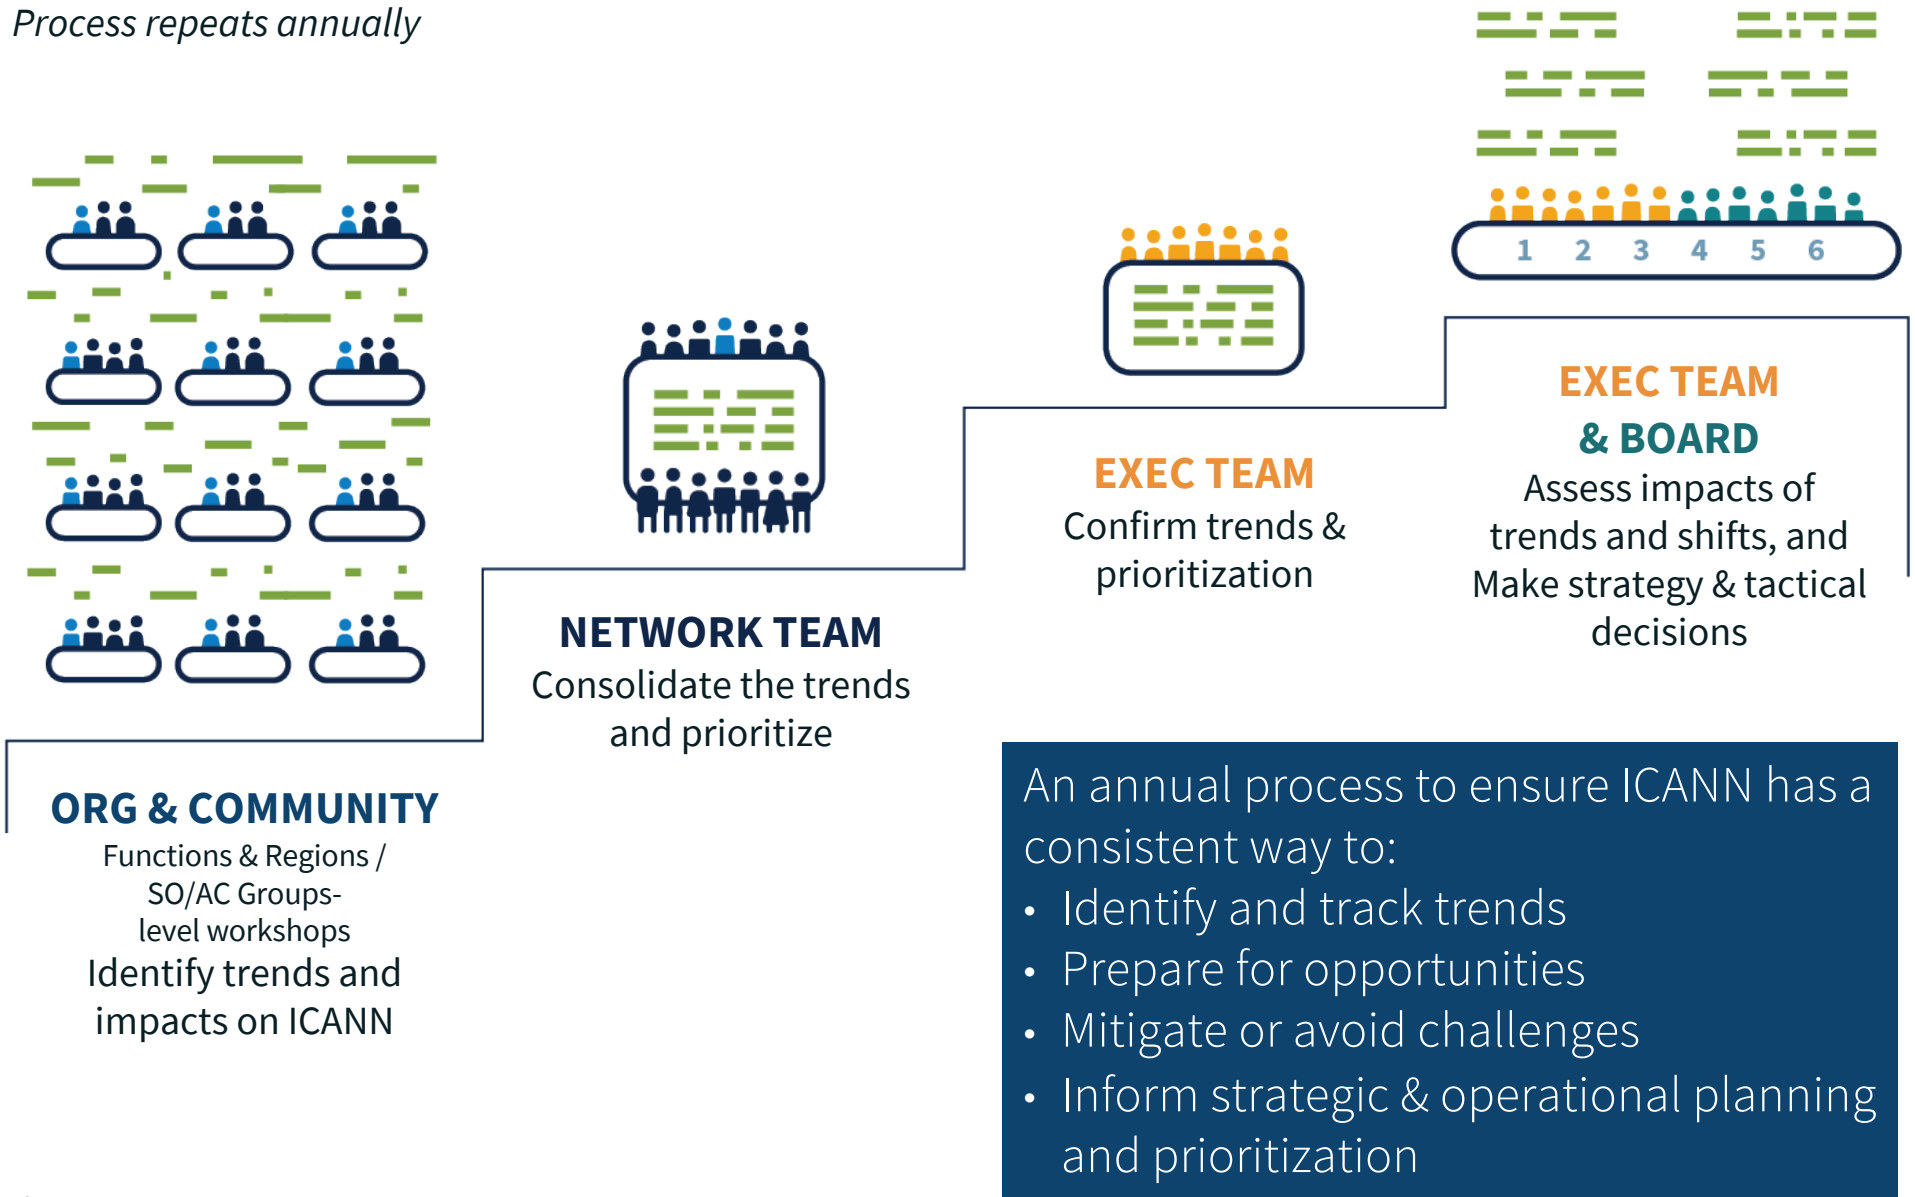 Process repeats annually
1 2 3 4 5 6
ORG & COMMUNITY
Functions & Regions /
SO/AC Groups-
level workshops
Identify trends and
impacts on ICANN
NETWORK TEAM
Consolidate the trends
and prioritize
EXEC TEAM
Confirm trends &
prioritization
EXEC TEAM
& BOARD
Assess impacts of
trends and shifts, and
Make strategy & tactical
decisions
An annual process to ensure ICANN has a
consistent way to:
• Identify and track trends
• Prepare for opportunities
• Mitigate or avoid challenges
• Inform strategic & operational planning
and prioritization